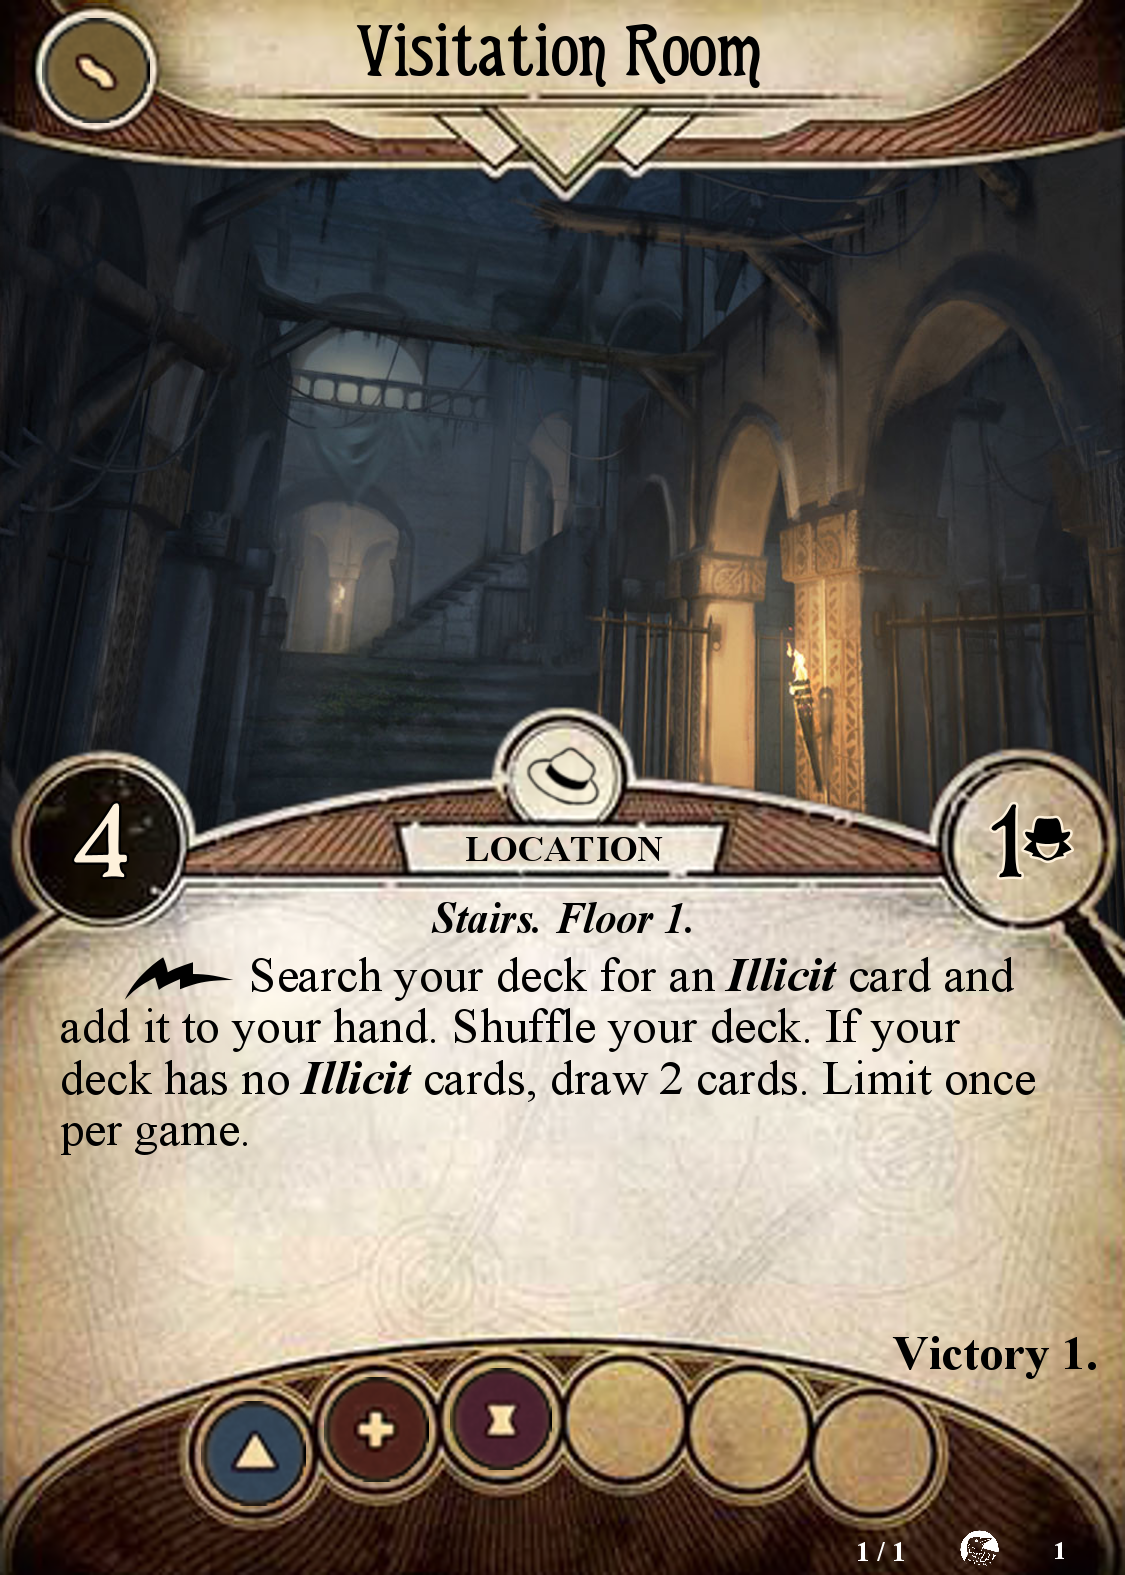 Visitation Room
4
1
LOCATION
Stairs. Floor 1.
Search your deck for an Illicit card and
add it to your hand. Shuffle your deck. If your
deck has no Illicit cards, draw 2 cards. Limit once
per game.
Victory 1.
1 / 1
1